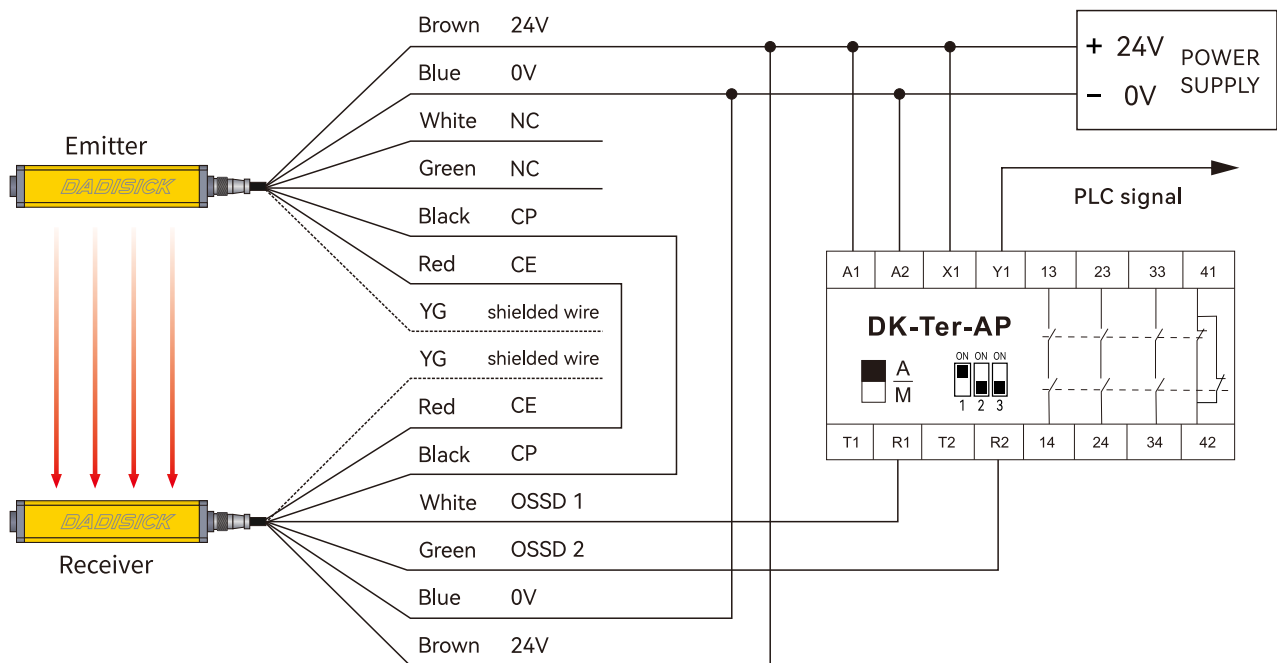 Brown 24V
Blue 0V
White NC
Green NC
Black CP
Red CE
YG shielded wire
YG shielded wire
Red CE
Black CP
White OSSD 1
Green OSSD 2
Blue 0V
Brown 24V
Emitter
DADISICK
DADISICK
Receiver
+ 24V
- 0V
POWER
SUPPLY
PLC signal
A1 A2 X1 Y1 13 23 33 41
DK-Ter-AP
A
M
ON ON ON
1 2 3
T1 R1 T2 R2 14 24 34 42